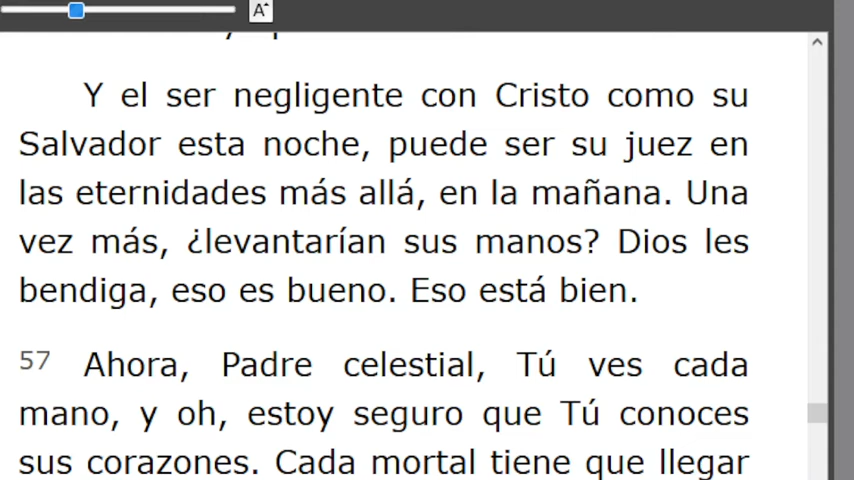 A
Y el ser negligente con Cristo como su
Salvador esta noche, puede ser su juez en
las eternidades más allá, en la mañana. Una
vez más, ¿levantarían sus manos? Dios les
bendiga, eso es bueno. Eso está bien.
57 Ahora, Padre celestial, Tú ves cada
mano, y oh, estoy seguro que Tú conoces
sus corazones. Cada mortal tiene que llegar